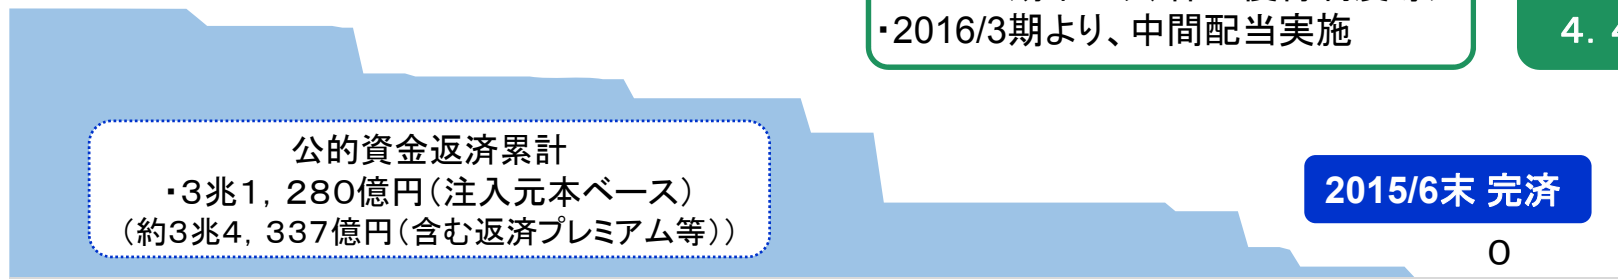 ・2016/3期より、中間配当実施
4. 
公的資金返済累計
・3兆1,280億円(注入元本ベース)
(約3兆4,337億円(含む返済プレミアム等))
2015/6末 完済
0